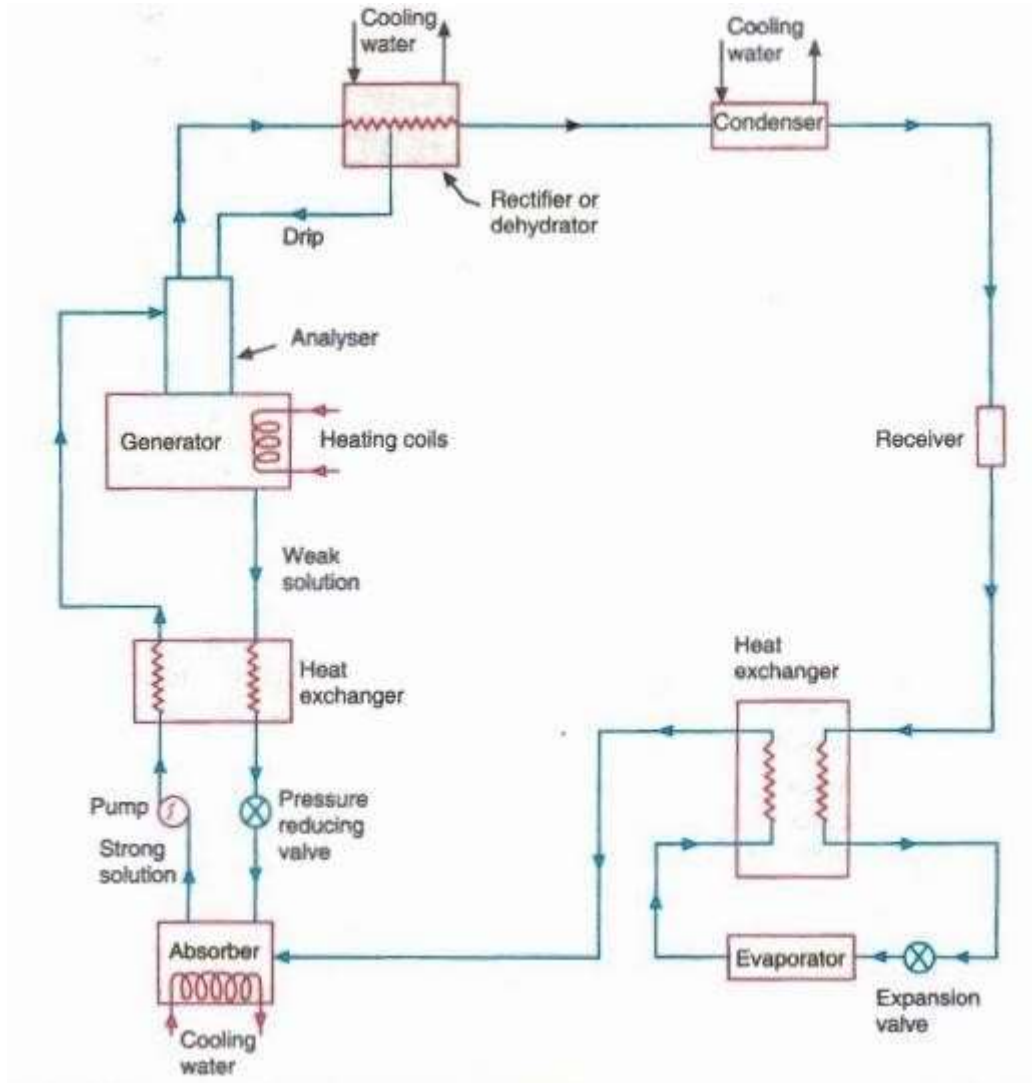 Cooling
water
Cooling
water
Condenser
Rectifier or
dehydrator
Drip
Analyser
Generator
Heating coils
Receiver
Weak
solution
Heat
exchanger
Heat
exchanger
Pump
Pressure
reducing
valve
Strong
solution
Absorber
Evaporator
Expansion
valve
Cooling
water